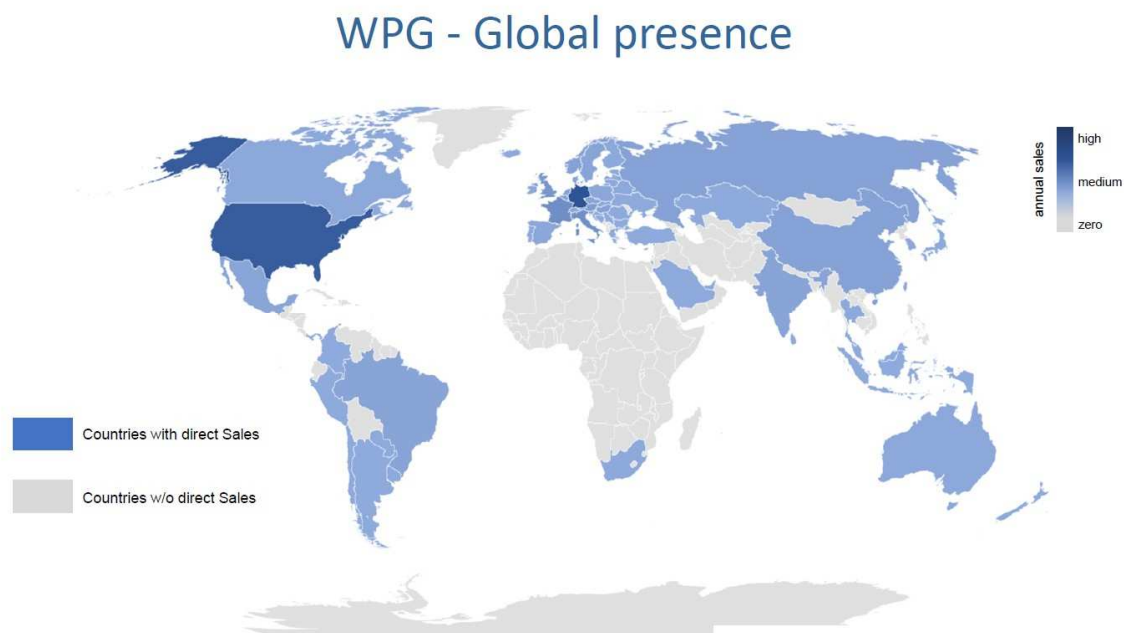 WPG - Global presence
high
medium
zero
annual sales
Countries with direct Sales
Countries w/o direct Sales